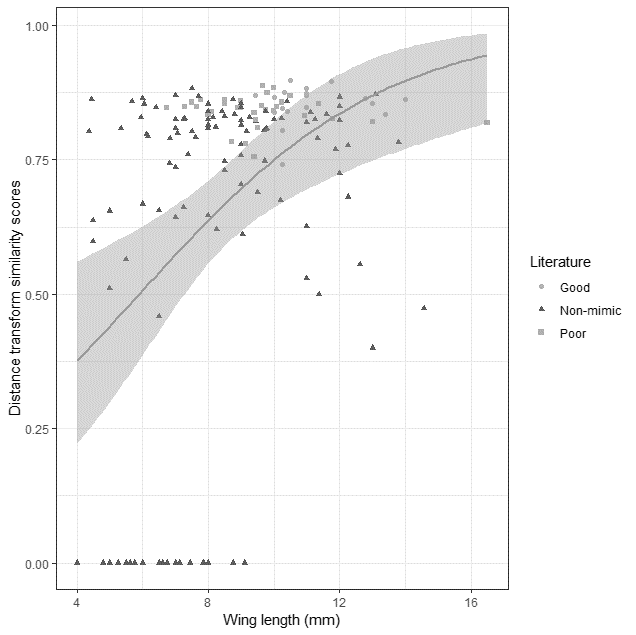 1.00
0.75
0.50
0.25
0.00
Distance transform similarity scores
4
8
12
16
Wing length (mm)
Literature
Good
Non-mimic
Poor